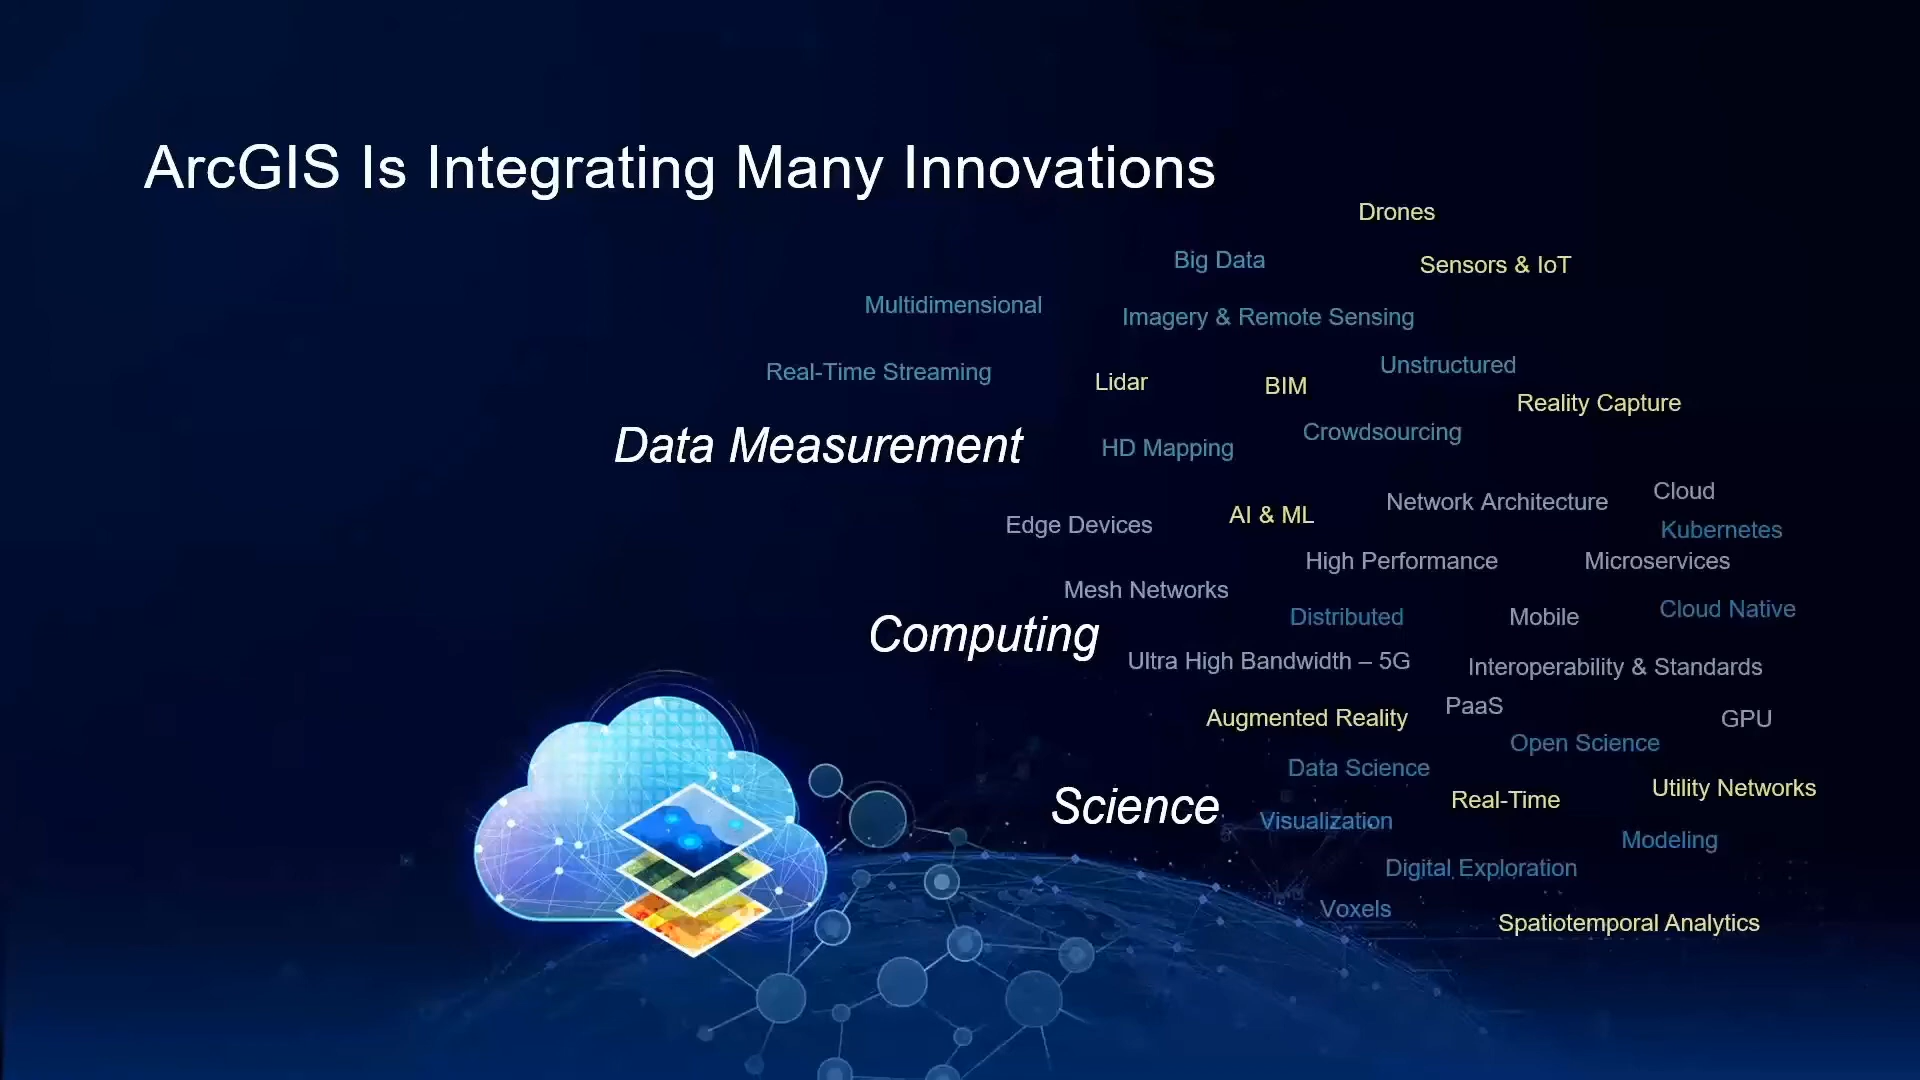 ArcGIS Is Integrating Many Innovations
Drones
Big Data
Sensors & IoT
Multidimensional
Imagery & Remote Sensing
Unstructured
Real-Time Streaming
Lidar
BIM
Reality Capture
Data Measurement
HD Mapping
Crowdsourcing
Cloud
Network Architecture
AI & ML
Edge Devices
Kubernetes
High Performance
Microservices
Mesh Networks
Distributed
Mobile
Cloud Native
Computing
Ultra High Bandwidth – 5G
Interoperability & Standards
PaaS
Augmented Reality
GPU
Open Science
Data Science
Utility Networks
Real-Time
Science
Visualization
Modeling
Digital Exploration
Voxels
Spatiotemporal Analytics